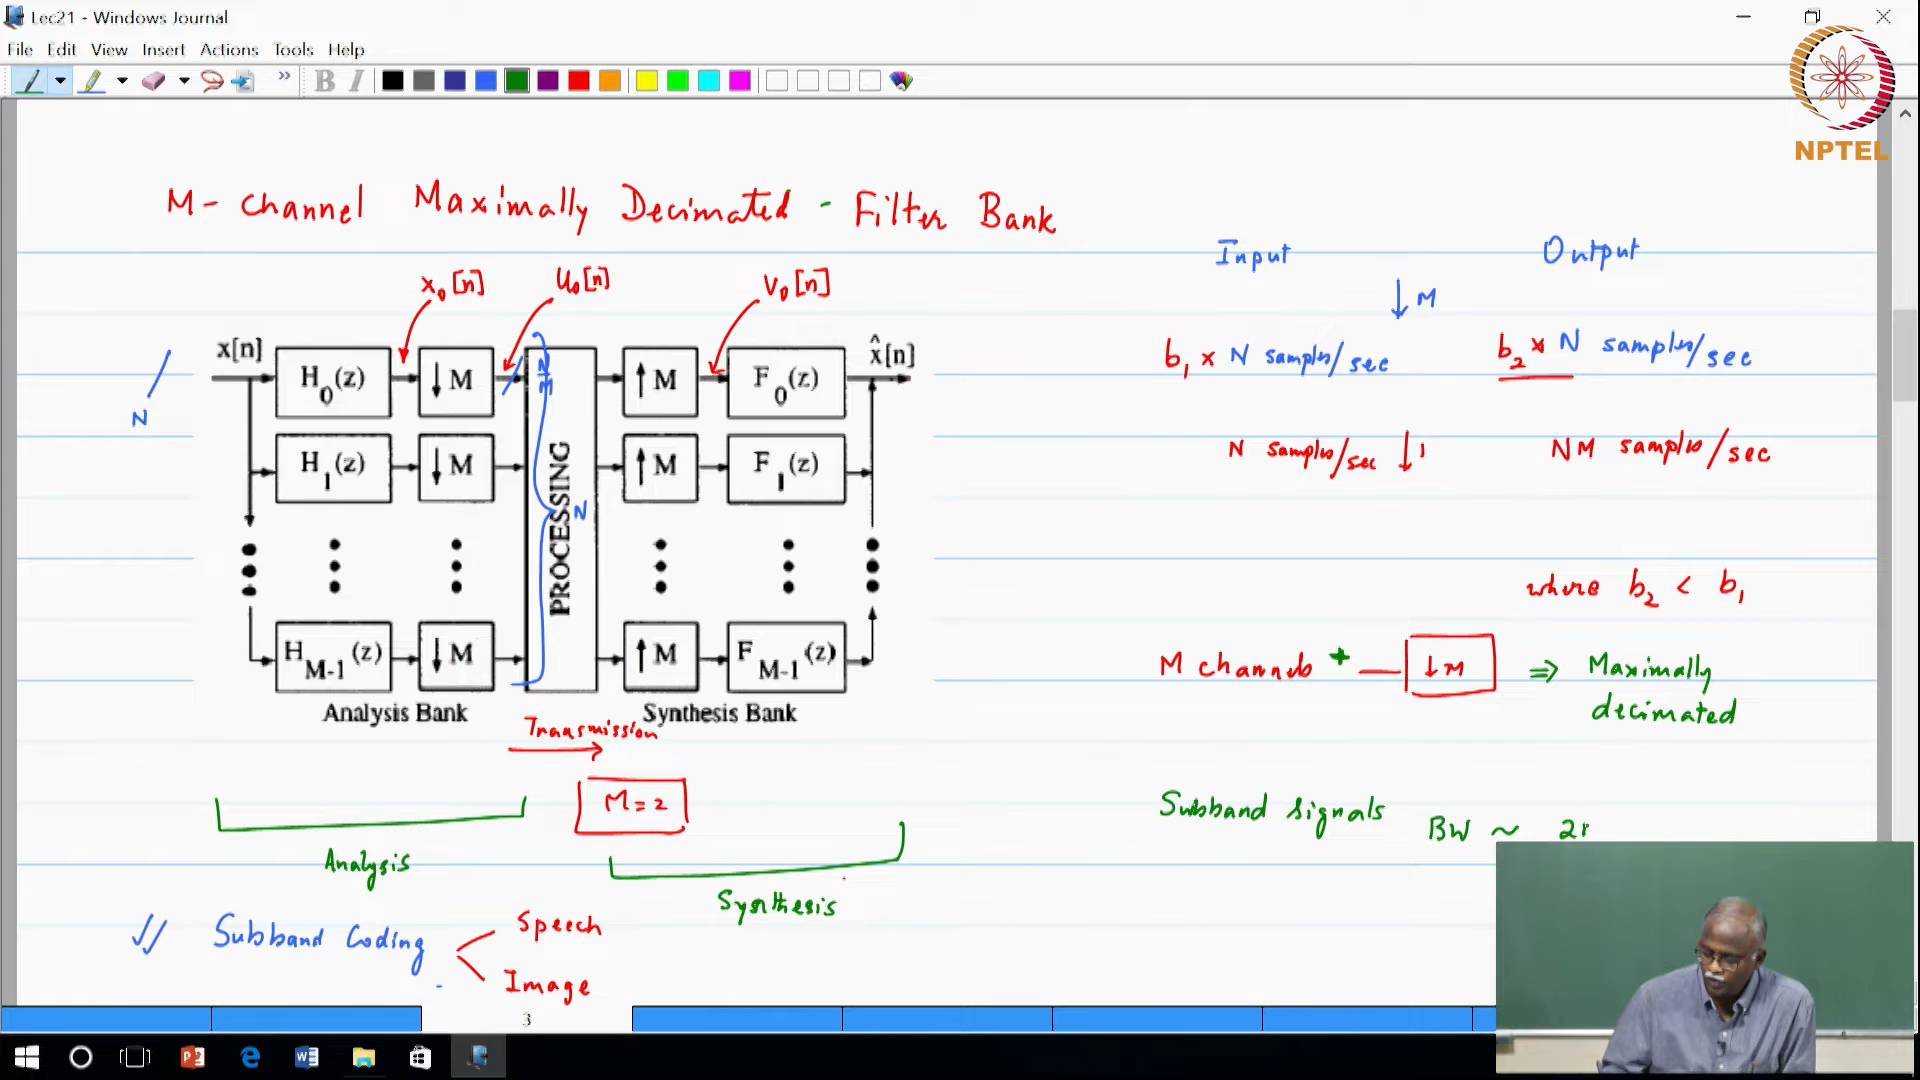 Lec21 - Windows Journal
File Edit View Insert Actions Tools Help
B I
NPTEL
M - channel Maximally Decimated - Filter Bank
Input Output
↓ M
x₀[n] u₀[n] v₀[n]
x[n] H₀(z) ↓M N/M ↑M F₀(z) x̂[n]
N
b₁ × N samples/sec b₂ × N samples/sec
H₁(z) ↓M ↑M F₁(z)
N samples/sec ↓ NM samples/sec
PROCESSING
N
where b₂ < b₁
H_M-1(z) ↓M ↑M F_M-1(z)
M channels + ↓M ⇒ Maximally
decimated
Analysis Bank Synthesis Bank
Transmission
M = 2
Subband signals BW ~ 2
Analysis
Synthesis
Subband Coding
Speech
Image
3